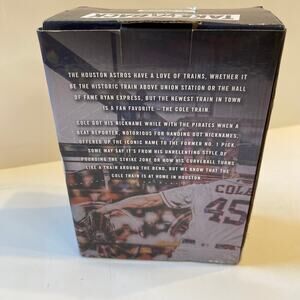 THE HOUSTON ASTROS HAVE A LOVE OF TRAINS, WHETHER IT
BE THE HISTORIC TRAIN ABOVE UNION STATION OR THE HALL
OF FAME RYAN EXPRESS, BUT THE NEWEST TRAIN IN TOWN
IS A FAN FAVORITE – THE COLE TRAIN.
COLE GOT HIS NICKNAME WHILE WITH THE PIRATES WHEN A
BEAT REPORTER, NOTORIOUS FOR HANDING OUT NICKNAMES,
OFFERED UP THE ICONIC NAME TO THE FORMER NO. 1 PICK.
SOME MAY SAY IT'S FROM HIS UNRELENTING STYLE OF
POUNDING THE STRIKE ZONE OR HOW HIS CURVEBALL TURNS
LIKE A TRAIN AROUND THE BEND, BUT WE KNOW THAT THE
COLE TRAIN IS AT HOME IN HOUSTON.
COLE
45